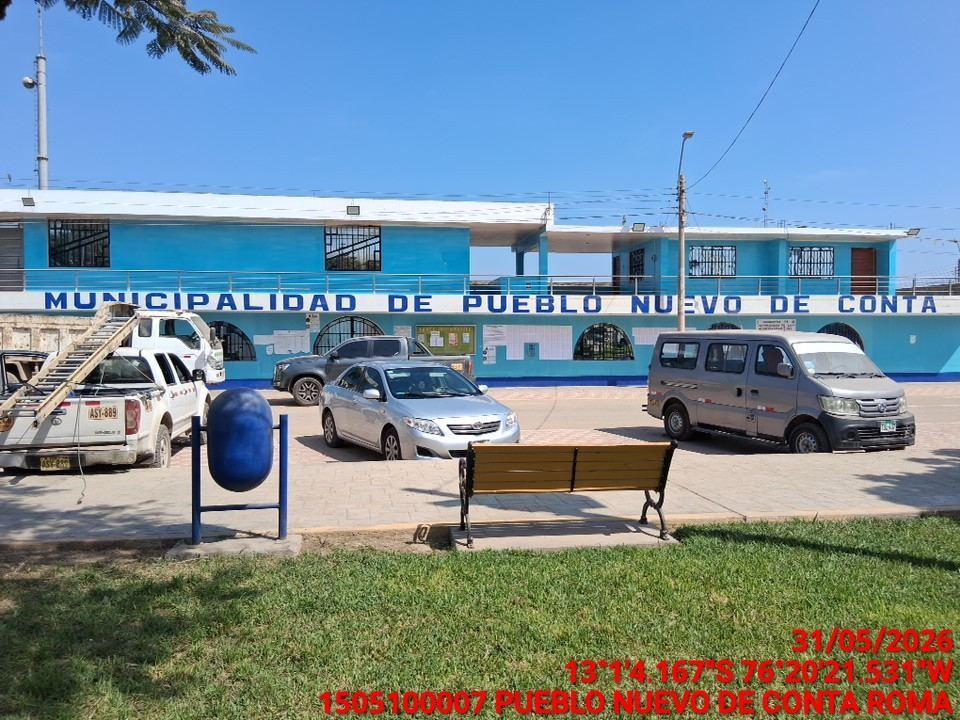 MUNICIPALIDAD DE PUEBLO NUEVO DE CONTA
ASY-889
31/05/2026
13°1'4.167"S 76°20'21.531"W
1505100007 PUEBLO NUEVO DE CONTA ROMA